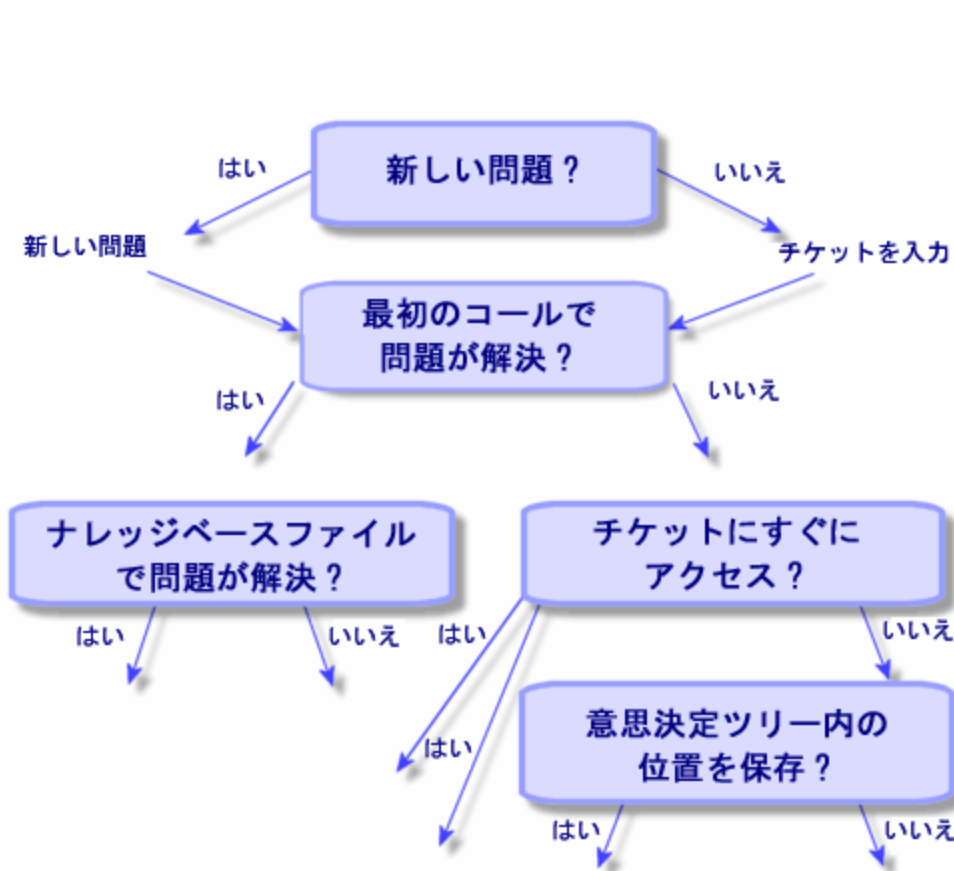 新しい問題？
はい
いいえ
新しい問題
チケットを入力
最初のコールで
問題が解決？
はい
いいえ
ナレッジベースファイル
で問題が解決？
チケットにすぐに
アクセス？
はい
いいえ
はい
いいえ
はい
意思決定ツリー内の
位置を保存？
はい
いいえ